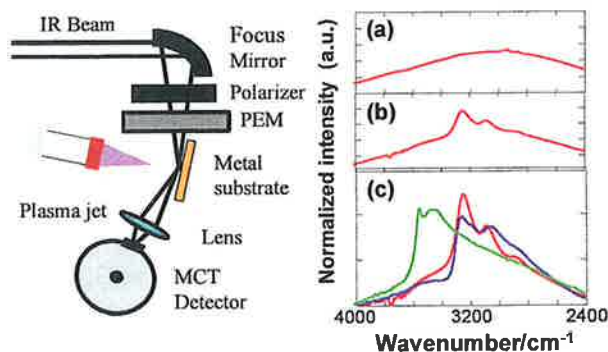 IR Beam
Focus
Mirror
Polarizer
PEM
Metal
substrate
Plasma jet
Lens
MCT
Detector
Normalized intensity (a.u.)
(a)
(b)
(c)
4000
3200
2400
Wavenumber/cm⁻¹